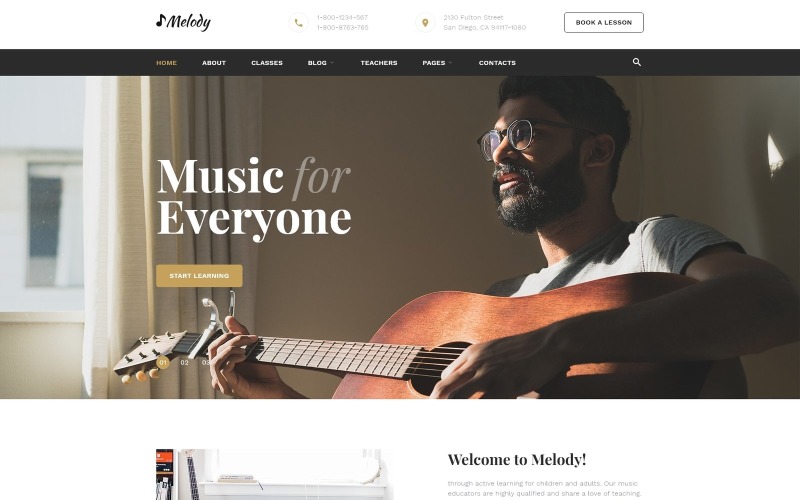 Melody
1-800-1234-567
1-800-8763-765
2130 Fulton Street
San Diego, CA 94117-1080
BOOK A LESSON
HOME
ABOUT
CLASSES
BLOG
TEACHERS
PAGES
CONTACTS
Music for
Everyone
START LEARNING
01
02
03
Welcome to Melody!
through active learning for children and adults. Our music
educators are highly qualified and share a love of teaching.